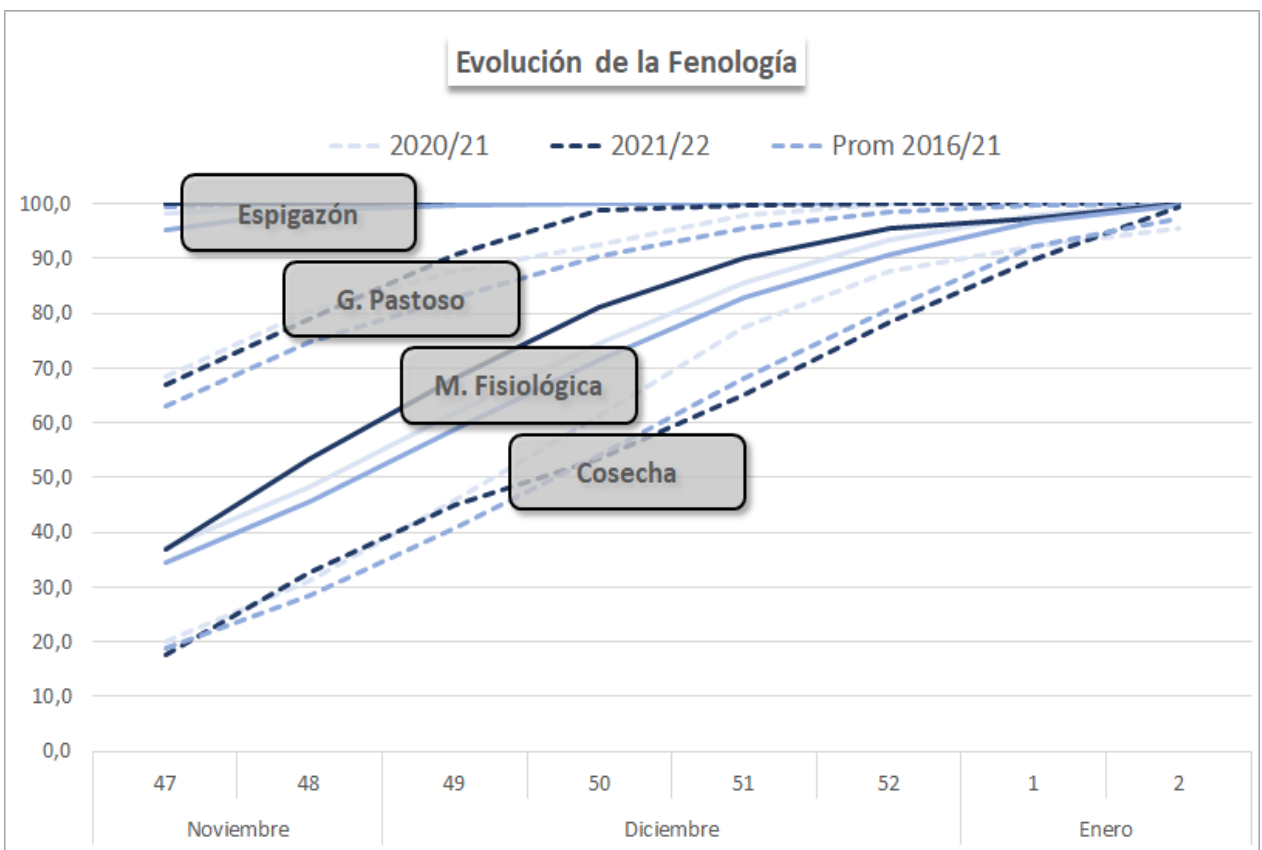 Evolución de la Fenología
2020/21 2021/22 Prom 2016/21
100,0
Espigazón
90,0
G. Pastoso
80,0
70,0
M. Fisiológica
60,0
50,0
Cosecha
40,0
30,0
20,0
10,0
0,0
47 48 49 50 51 52 1 2
Noviembre Diciembre Enero